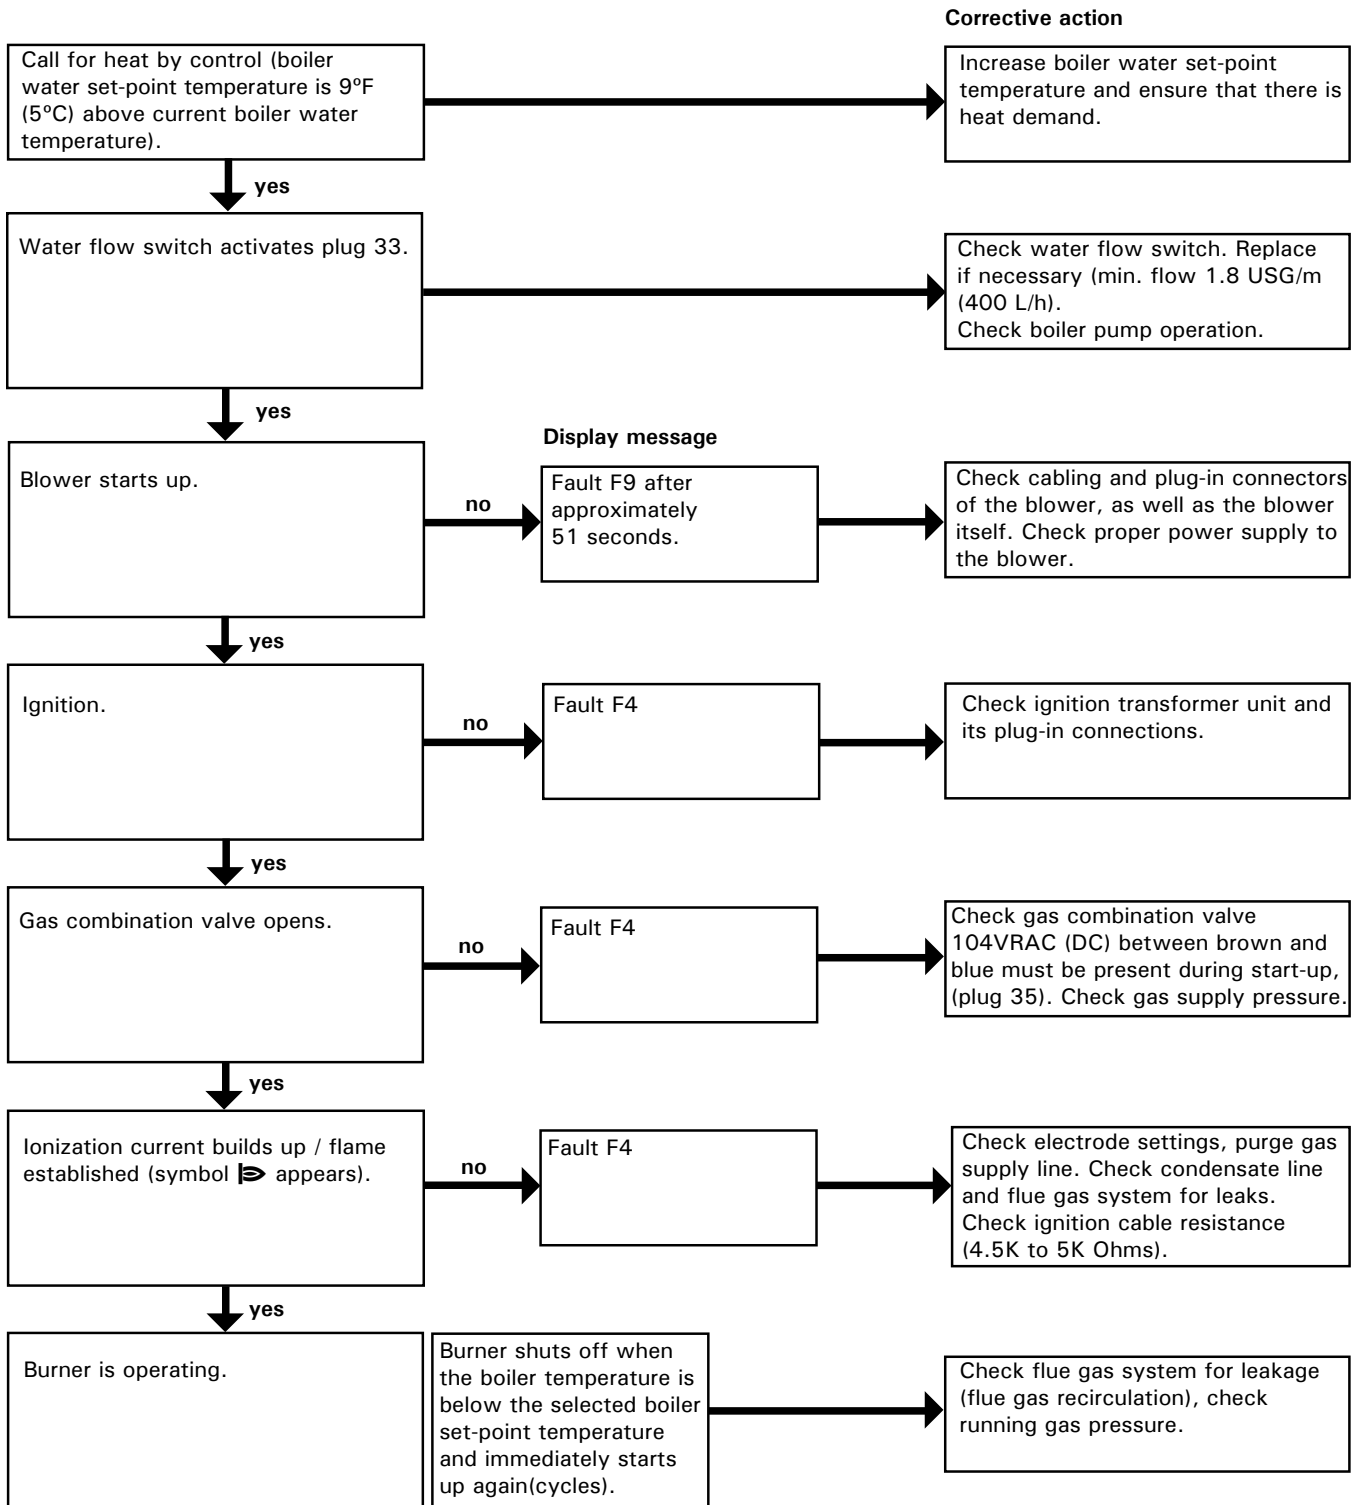 Corrective action
Call for heat by control (boiler
water set-point temperature is 9ºF
(5ºC) above current boiler water
temperature).
Increase boiler water set-point
temperature and ensure that there is
heat demand.
yes
Water flow switch activates plug 33.
Check water flow switch. Replace
if necessary (min. flow 1.8 USG/m
(400 L/h).
Check boiler pump operation.
yes
Display message
Blower starts up.
no
Fault F9 after
approximately
51 seconds.
Check cabling and plug-in connectors
of the blower, as well as the blower
itself. Check proper power supply to
the blower.
yes
Ignition.
no
Fault F4
Check ignition transformer unit and
its plug-in connections.
yes
Gas combination valve opens.
no
Fault F4
Check gas combination valve
104VRAC (DC) between brown and
blue must be present during start-up,
(plug 35). Check gas supply pressure.
yes
Ionization current builds up / flame
established (symbol appears).
no
Fault F4
Check electrode settings, purge gas
supply line. Check condensate line
and flue gas system for leaks.
Check ignition cable resistance
(4.5K to 5K Ohms).
yes
Burner is operating.
Burner shuts off when
the boiler temperature is
below the selected boiler
set-point temperature
and immediately starts
up again(cycles).
Check flue gas system for leakage
(flue gas recirculation), check
running gas pressure.